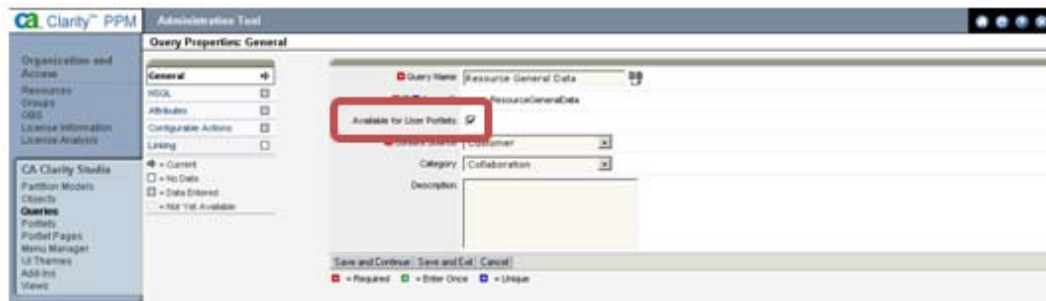 ca Clarity™ PPM
Administration Tool
Query Properties: General
Organization and
Access
Resources
Groups
OBS
License Information
License Analysis
CA Clarity Studio
Partition Models
Objects
Queries
Portlets
Portlet Pages
Menu Manager
UI Themes
Add-Ins
Views
General
NSQL
Attributes
Configurable Actions
Linking
= Current
= No Data
= Data Entered
= Not Yet Available
Query Name Resource General Data
ResourceGeneralData
Available for User Portlets
Content Source Customer
Category Collaboration
Description
Save and Continue Save and Exit Cancel
= Required = Enter Once = Unique